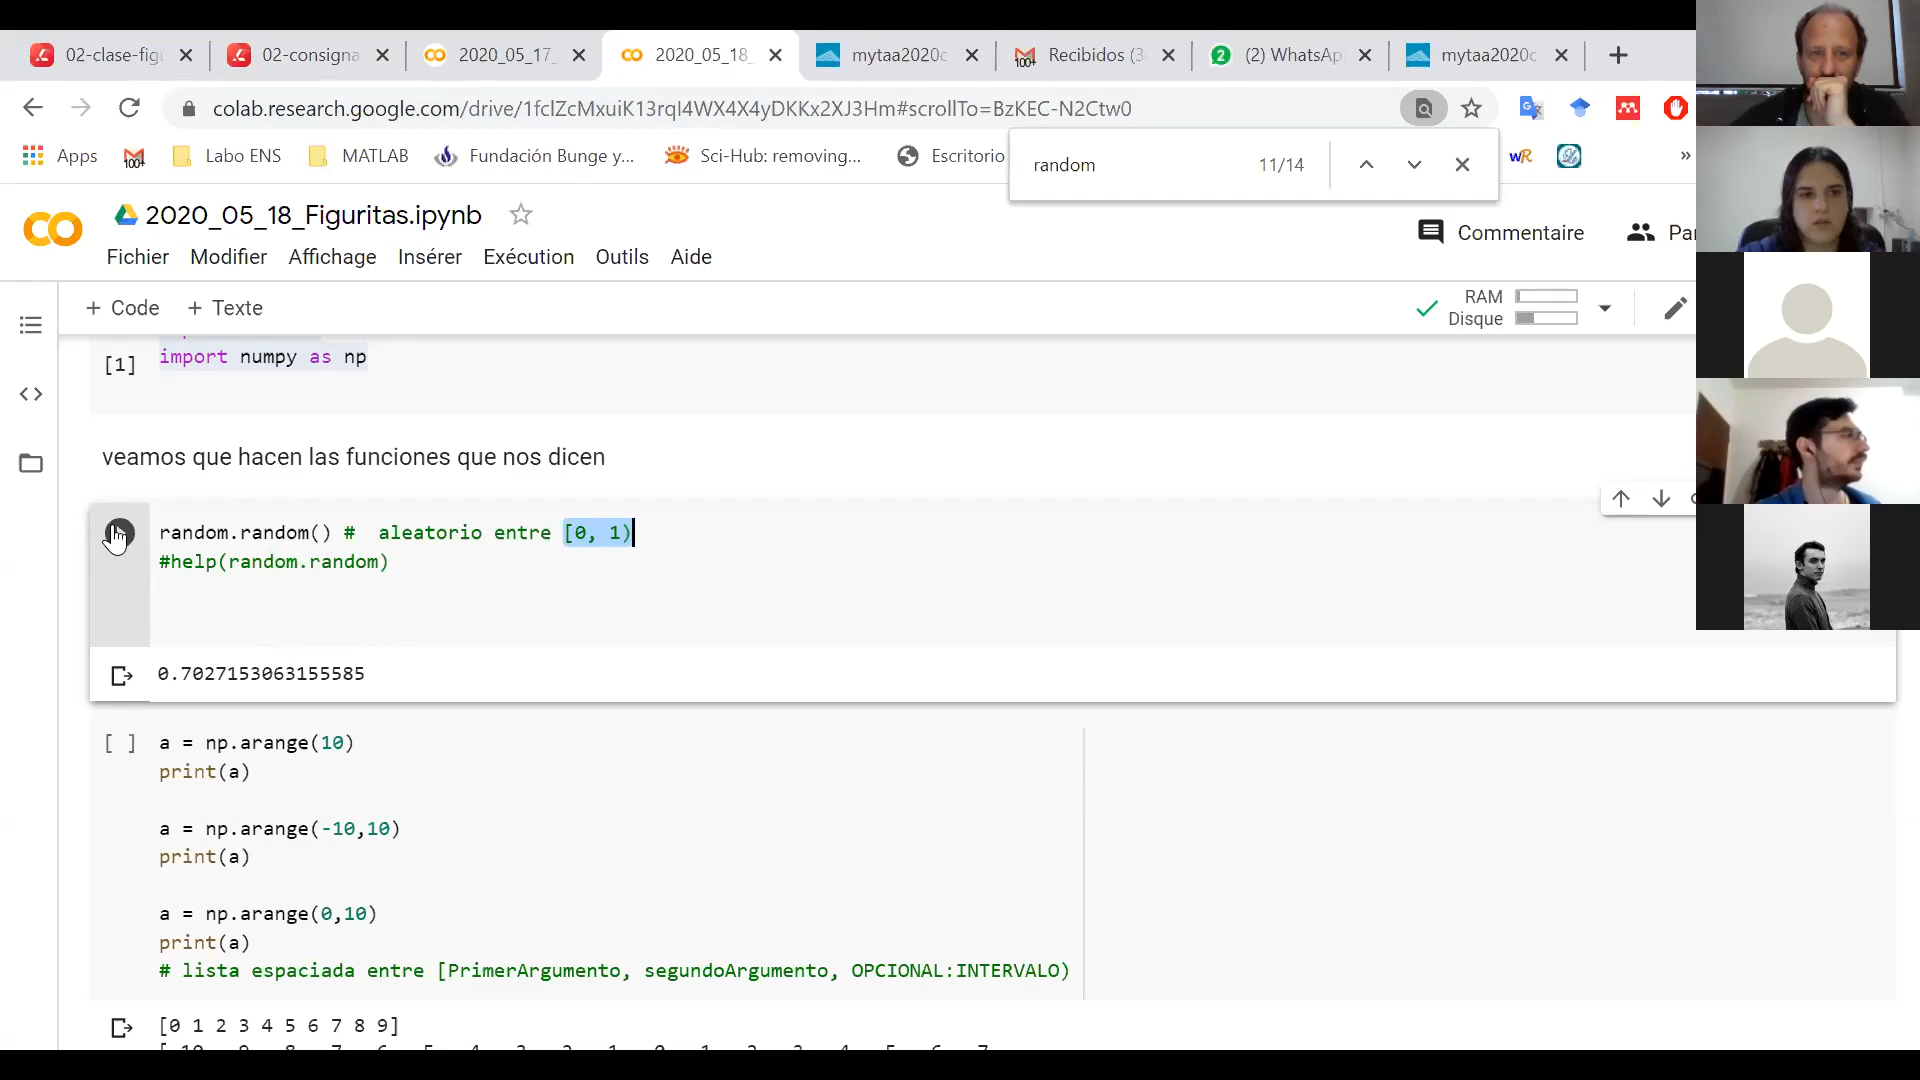 02-clase-figu
02-consigna
2020_05_17_
2020_05_18_
mytaa2020c
Recibidos (3
(2) WhatsAp
mytaa2020c
colab.research.google.com/drive/1fclZcMxuiK13rqI4WX4X4yDKKx2XJ3Hm#scrollTo=BzKEC-N2Ctw0
Apps
100+
Labo ENS
MATLAB
Fundación Bunge y...
Sci-Hub: removing...
Escritorio
random
11/14
wR
»
2020_05_18_Figuritas.ipynb
Commentaire
Par
Fichier Modifier Affichage Insérer Exécution Outils Aide
+ Code + Texte
RAM
Disque
[1]
import numpy as np
veamos que hacen las funciones que nos dicen
random.random() #  aleatorio entre [0, 1)
#help(random.random)
0.7027153063155585
[ ]
a = np.arange(10)
print(a)
a = np.arange(-10,10)
print(a)
a = np.arange(0,10)
print(a)
# lista espaciada entre [PrimerArgumento, segundoArgumento, OPCIONAL:INTERVALO)
[0 1 2 3 4 5 6 7 8 9]